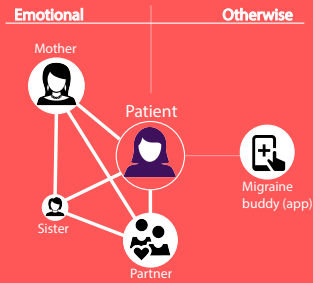 Emotional
Otherwise
Mother
Patient
Migraine
buddy (app)
Sister
Partner